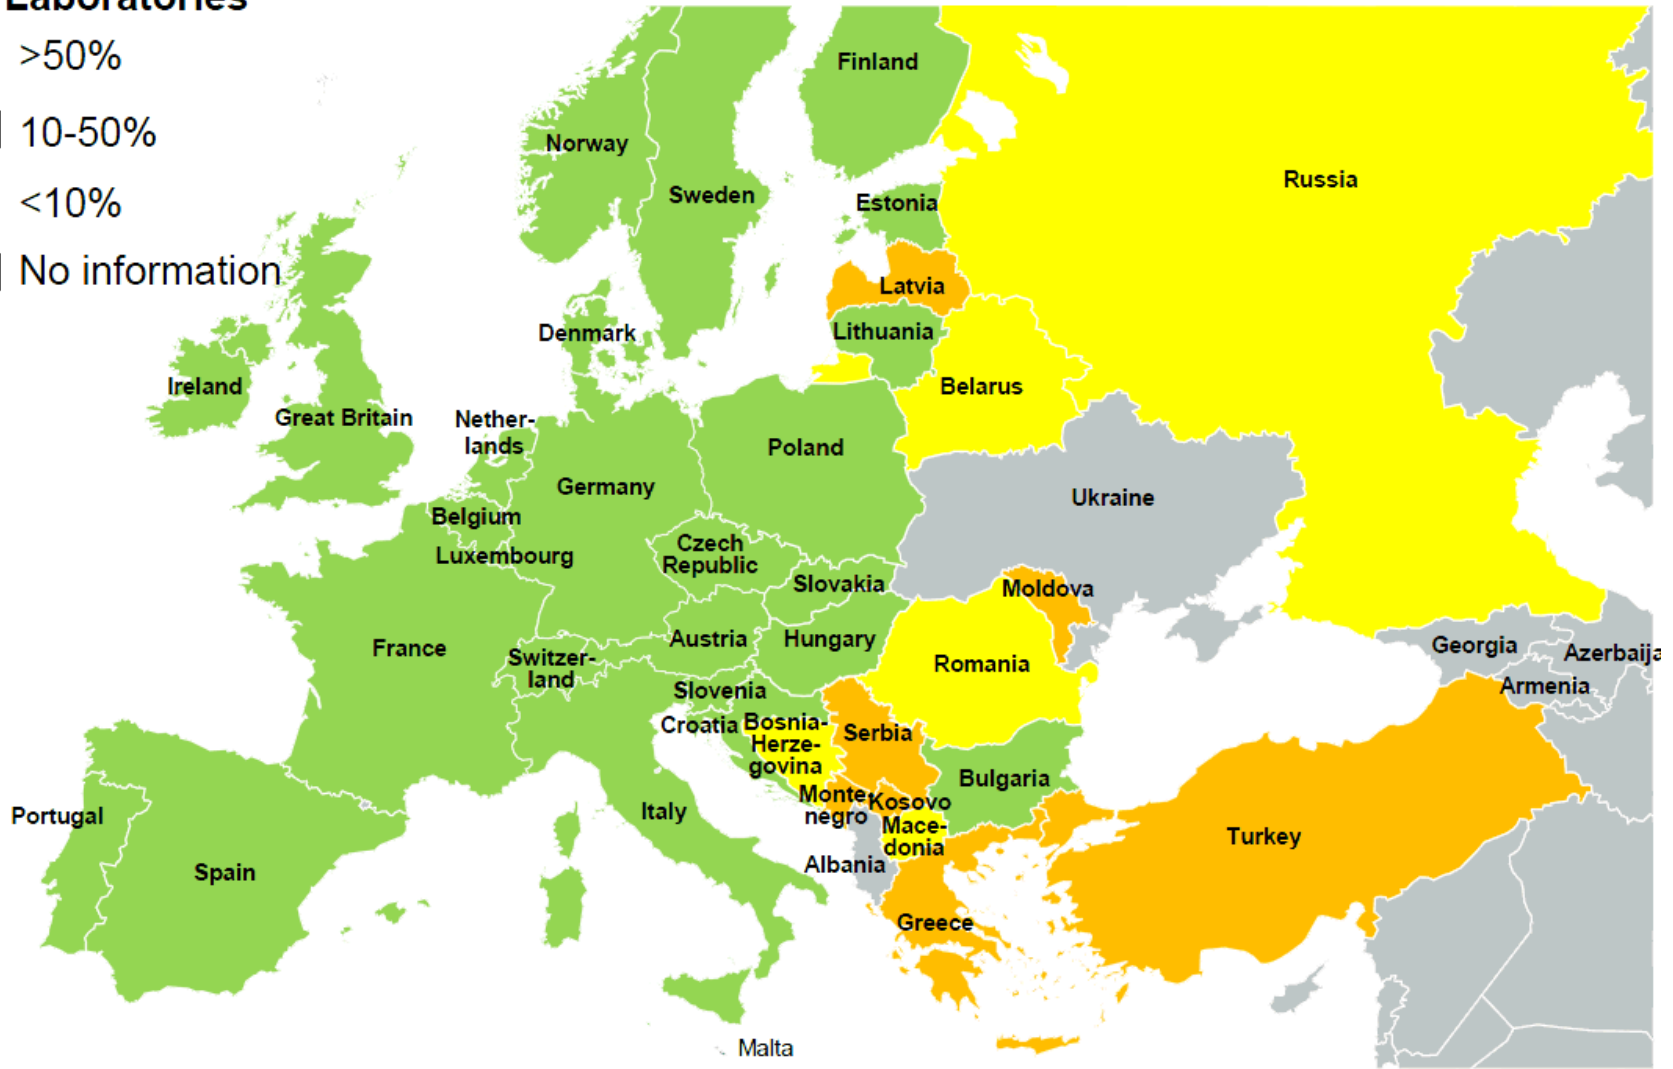 Laboratories
>50%
10-50%
<10%
No information
Finland
Norway
Sweden
Russia
Estonia
Latvia
Lithuania
Denmark
Ireland
Great Britain
Belarus
Nether-
lands
Poland
Germany
Ukraine
Belgium
Luxembourg
Czech
Republic
Slovakia
Moldova
France
Austria
Hungary
Switzer-
land
Romania
Georgia
Azerbaija
Armenia
Slovenia
Croatia
Bosnia-
Herze-
govina
Serbia
Bulgaria
Monte-
negro
Kosovo
Mace-
donia
Albania
Portugal
Spain
Italy
Turkey
Greece
Malta